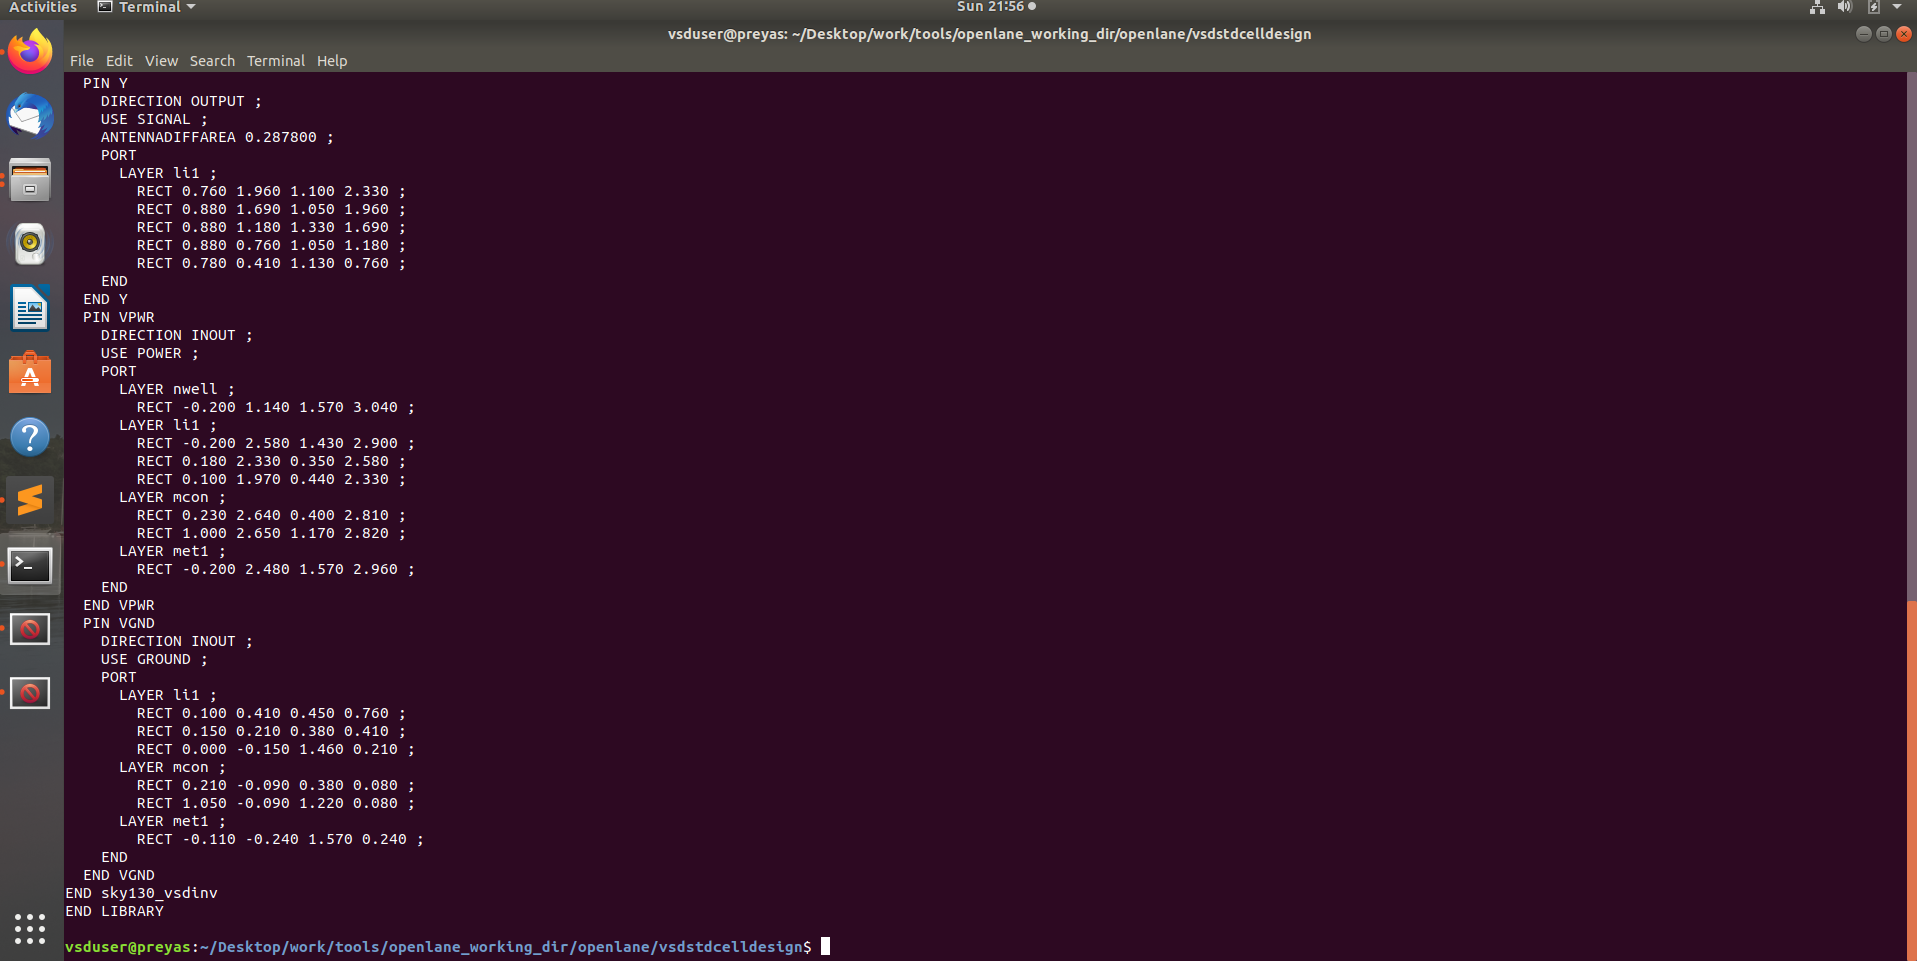 Activities Terminal Sun 21:56
vsduser@preyas: ~/Desktop/work/tools/openlane_working_dir/openlane/vsdstdcelldesign
File Edit View Search Terminal Help
PIN Y
DIRECTION OUTPUT ;
USE SIGNAL ;
ANTENNADIFFAREA 0.287800 ;
PORT
LAYER li1 ;
RECT 0.760 1.960 1.100 2.330 ;
RECT 0.880 1.690 1.050 1.960 ;
RECT 0.880 1.180 1.330 1.690 ;
RECT 0.880 0.760 1.050 1.180 ;
RECT 0.780 0.410 1.130 0.760 ;
END
END Y
PIN VPWR
DIRECTION INOUT ;
USE POWER ;
PORT
LAYER nwell ;
RECT -0.200 1.140 1.570 3.040 ;
LAYER li1 ;
RECT -0.200 2.580 1.430 2.900 ;
RECT 0.180 2.330 0.350 2.580 ;
RECT 0.100 1.970 0.440 2.330 ;
LAYER mcon ;
RECT 0.230 2.640 0.400 2.810 ;
RECT 1.000 2.650 1.170 2.820 ;
LAYER met1 ;
RECT -0.200 2.480 1.570 2.960 ;
END
END VPWR
PIN VGND
DIRECTION INOUT ;
USE GROUND ;
PORT
LAYER li1 ;
RECT 0.100 0.410 0.450 0.760 ;
RECT 0.150 0.210 0.380 0.410 ;
RECT 0.000 -0.150 1.460 0.210 ;
LAYER mcon ;
RECT 0.210 -0.090 0.380 0.080 ;
RECT 1.050 -0.090 1.220 0.080 ;
LAYER met1 ;
RECT -0.110 -0.240 1.570 0.240 ;
END
END VGND
END sky130_vsdinv
END LIBRARY
vsduser@preyas:~/Desktop/work/tools/openlane_working_dir/openlane/vsdstdcelldesign$